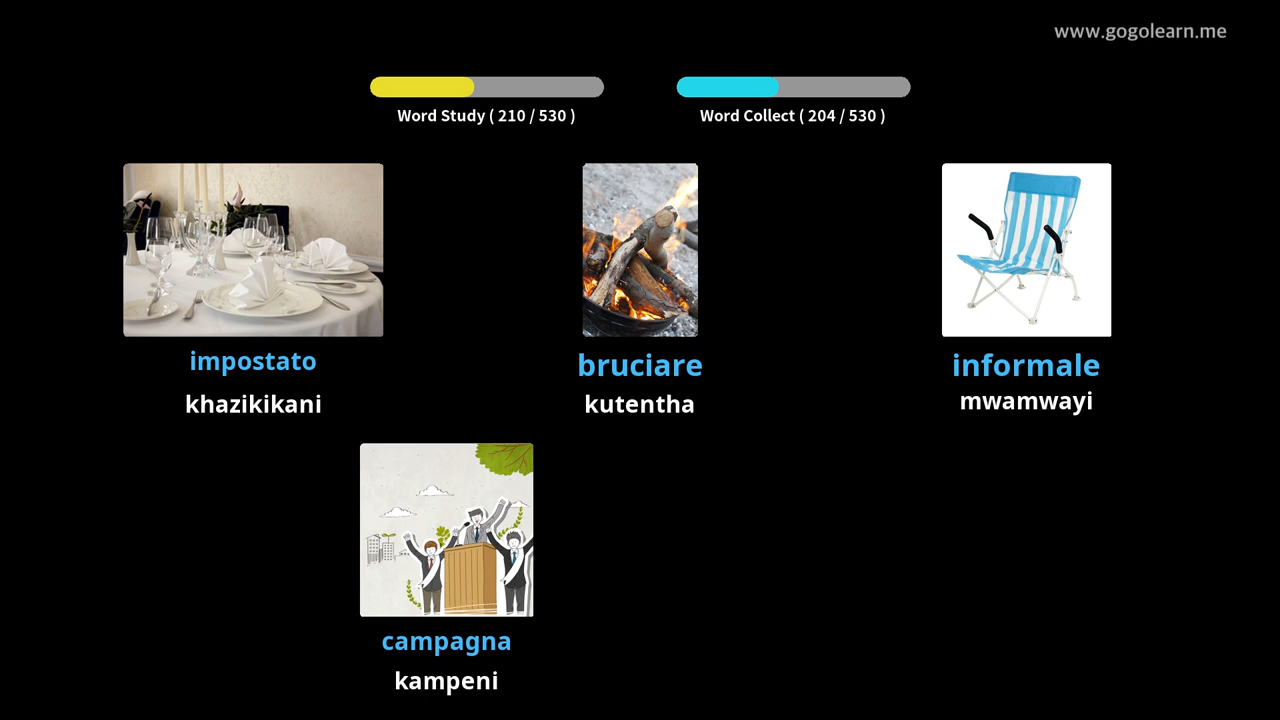 www.gogolearn.me
Word Study ( 210 / 530 )
Word Collect ( 204 / 530 )
impostato
khazikikani
bruciare
kutentha
informale
mwamwayi
campagna
kampeni